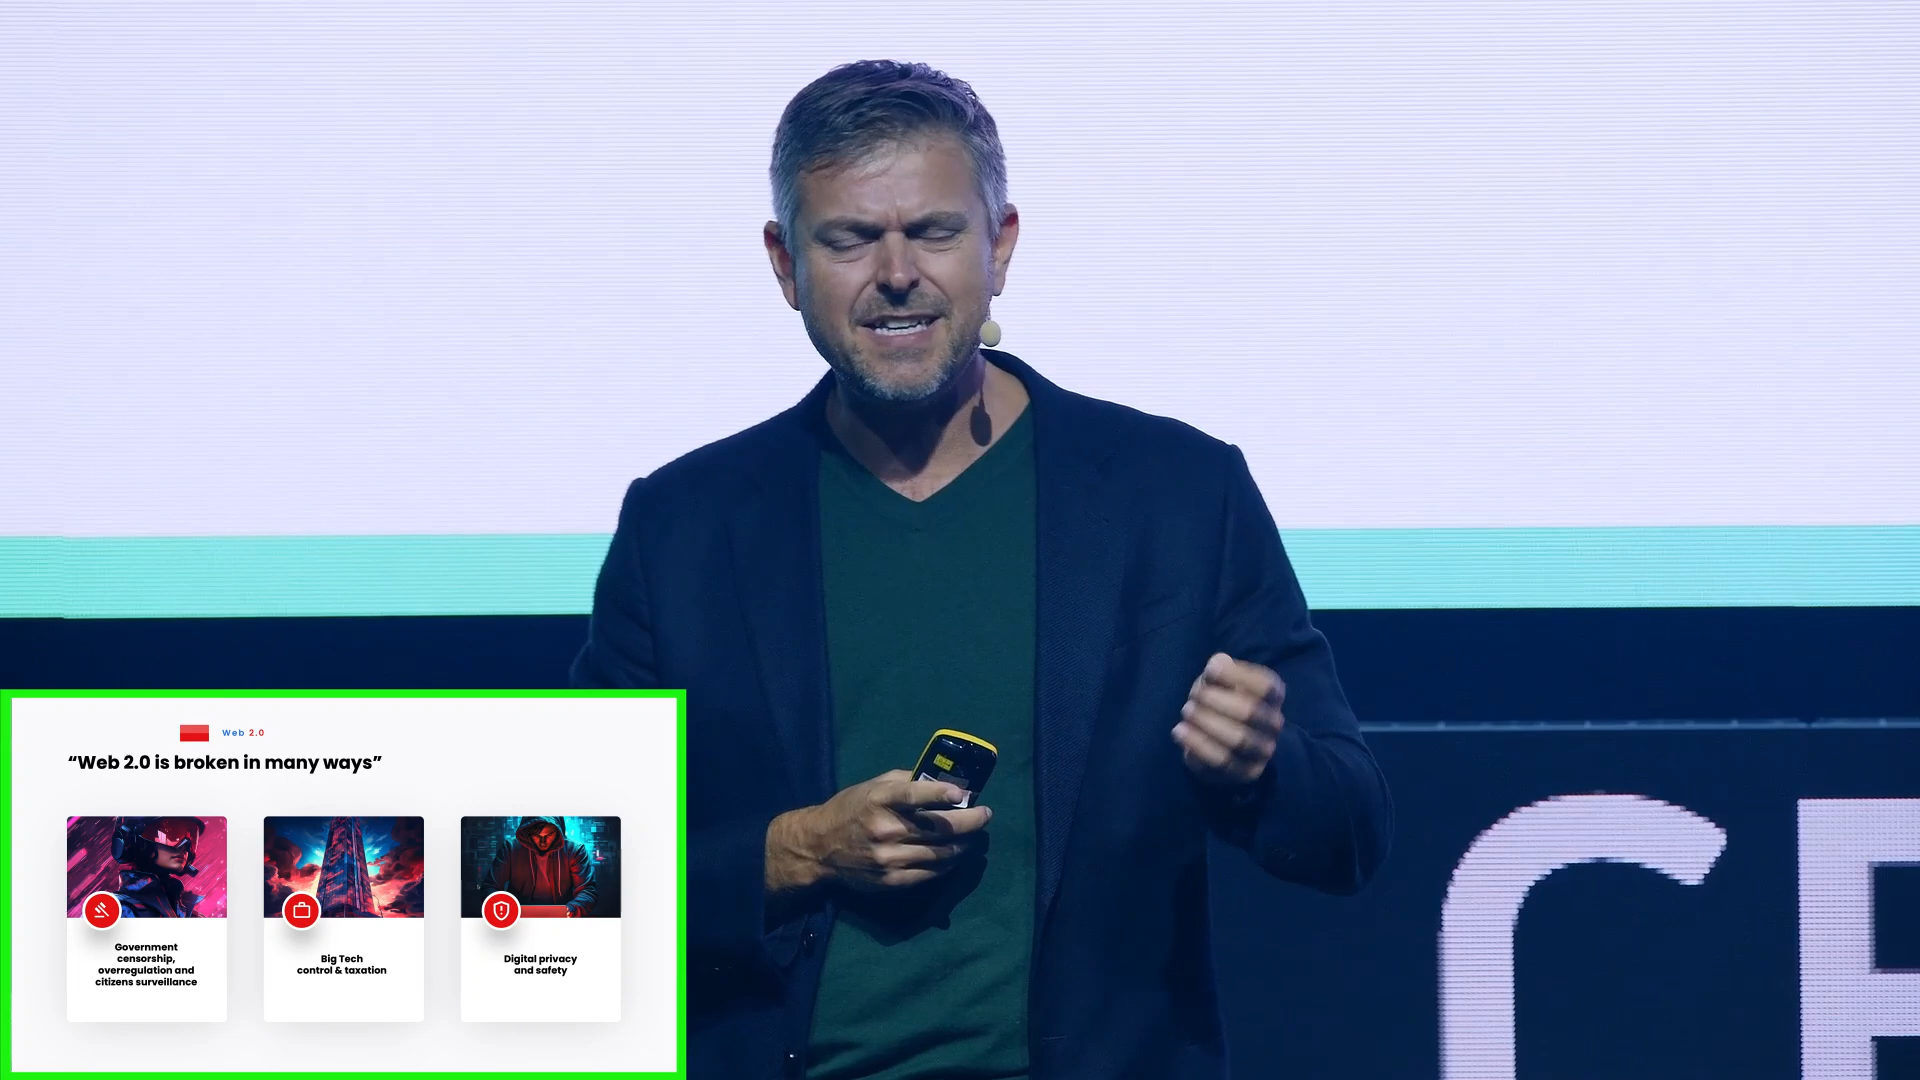 Web 2.0
“Web 2.0 is broken in many ways”
Government
censorship,
overregulation and
citizens surveillance
Big Tech
control & taxation
Digital privacy
and safety